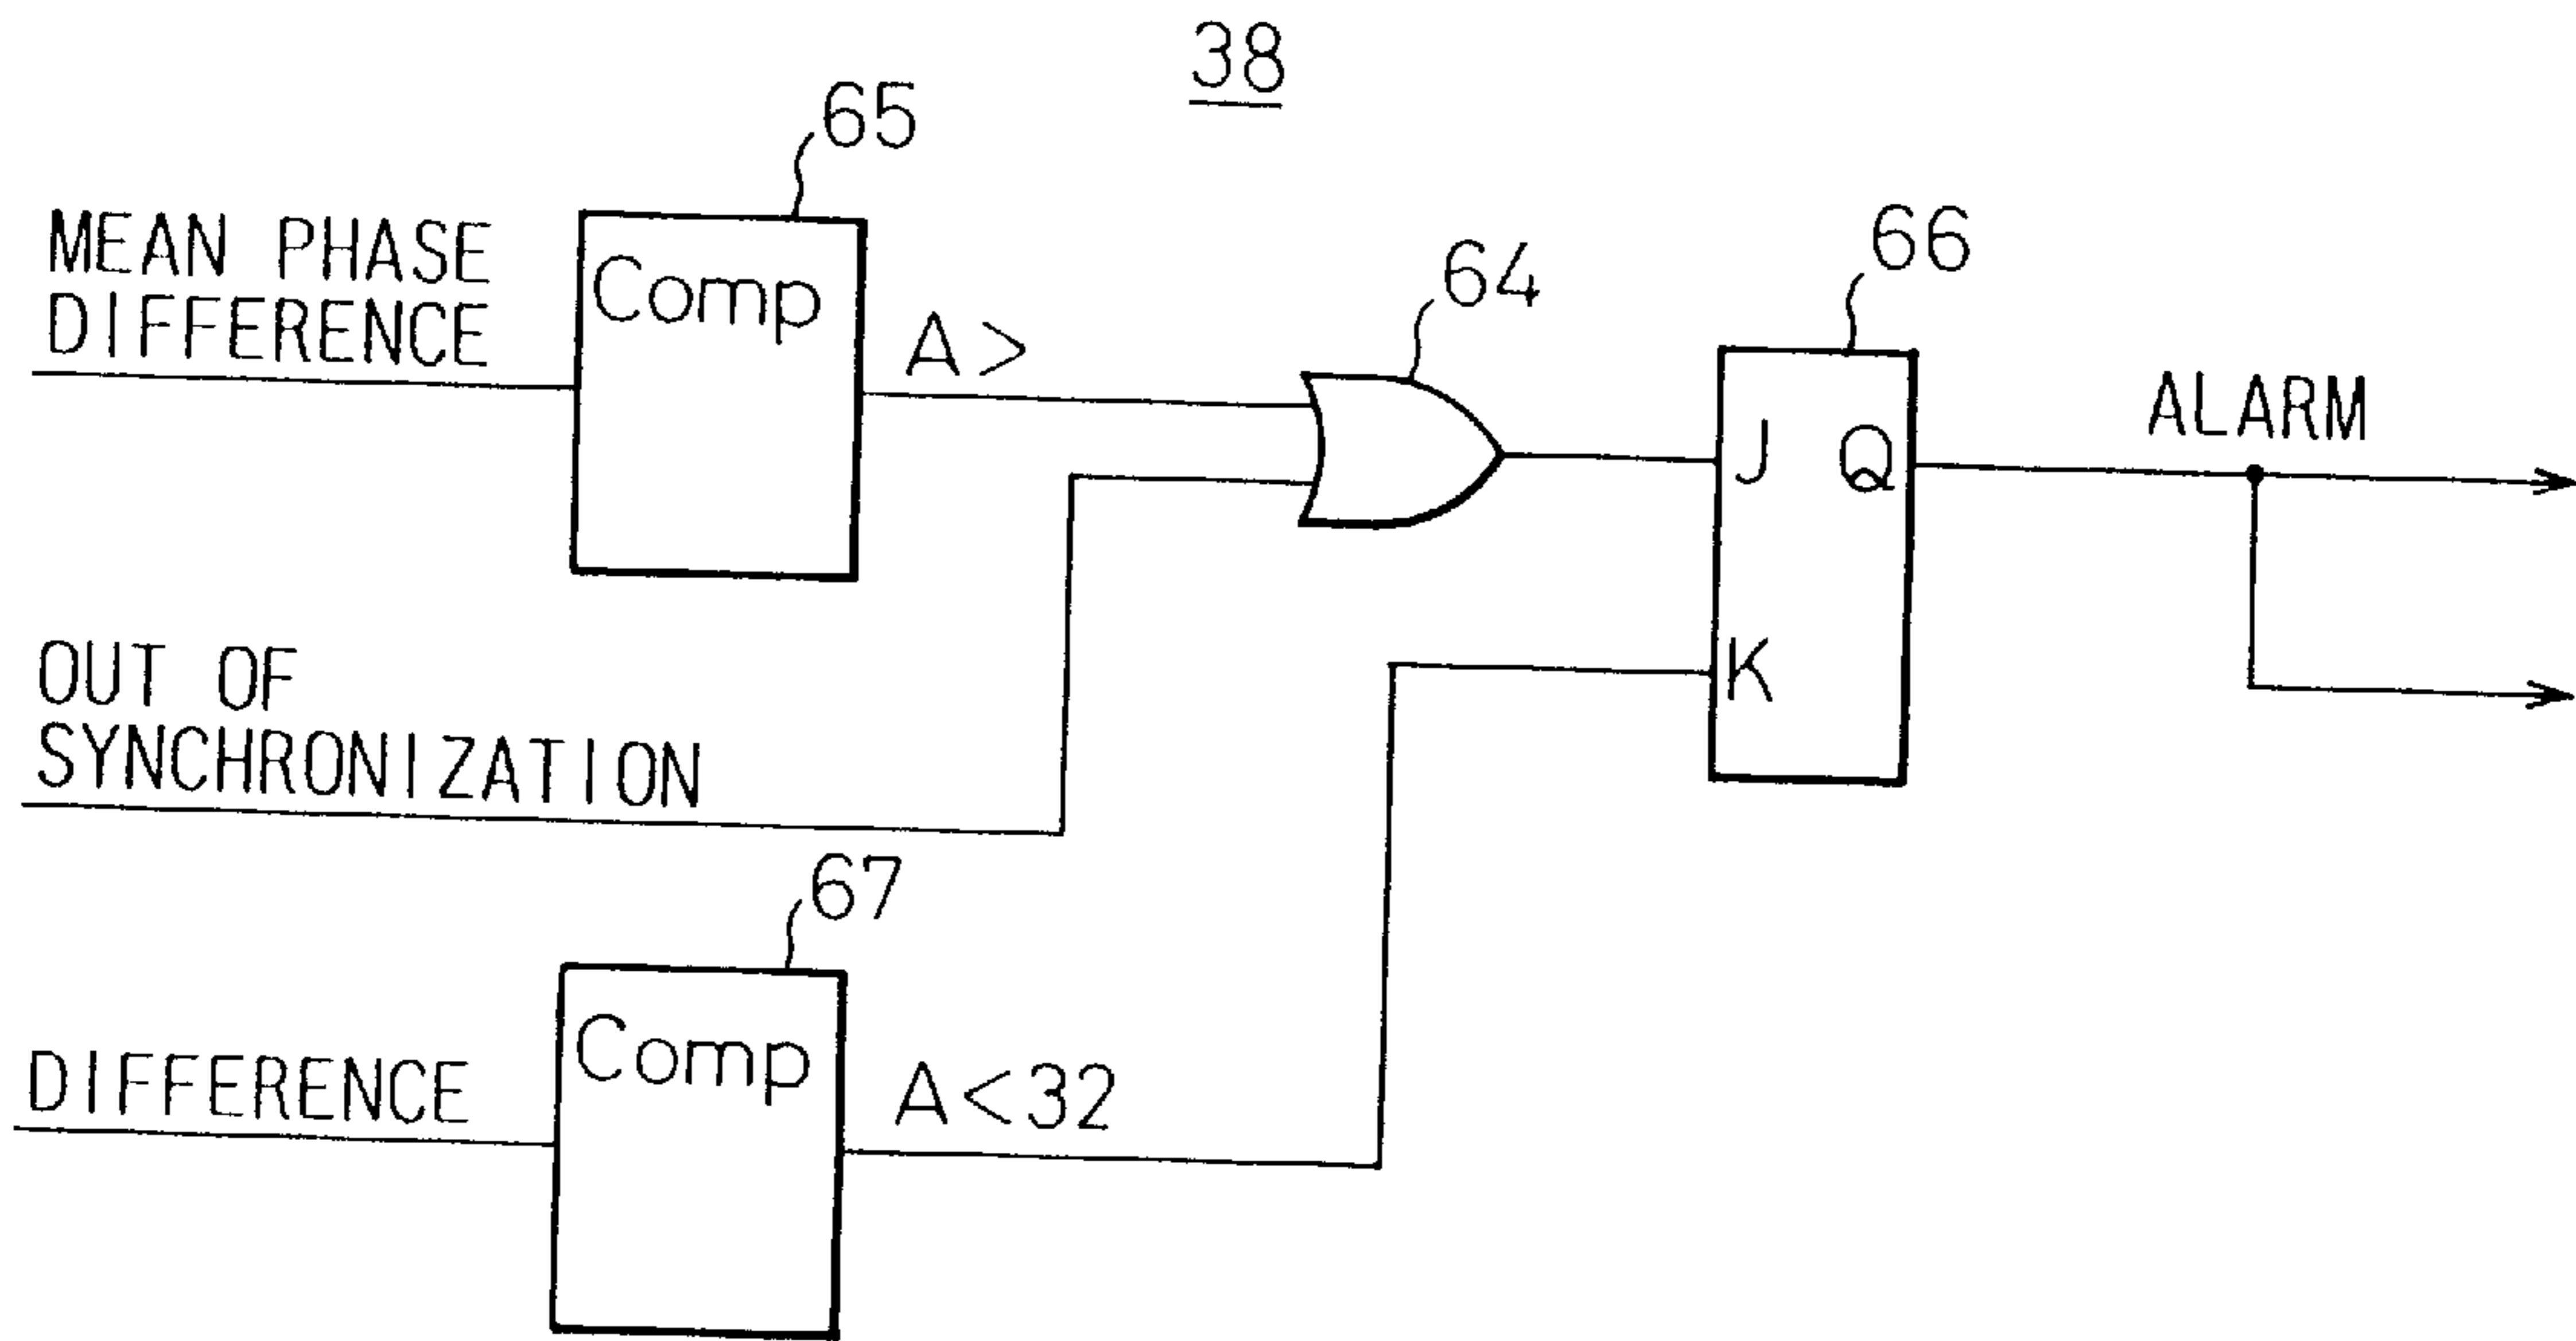 38
65
MEAN PHASE
DIFFERENCE
Comp
A>
64
66
J
Q
K
ALARM
OUT OF
SYNCHRONIZATION
67
DIFFERENCE
Comp
A<32